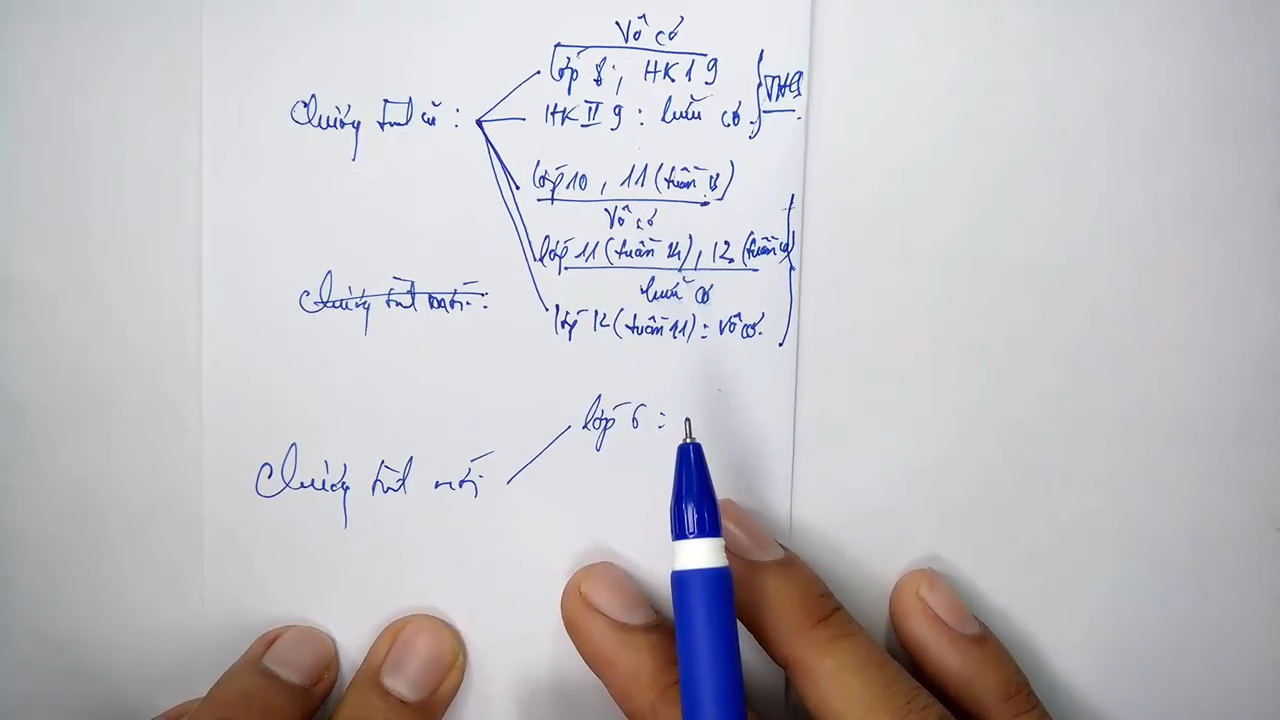 Vô cơ
lớp 8, HK1 9
Chương trình cũ :
HK II 9 : hữu cơ.
THCS
lớp 10, 11 (tuần
Vô cơ
lớp 11 (tuần 14), 12 (tuần
hữu cơ
Chương trình mới :
lớp 12 (tuần 11) : vô cơ.
lớp 6 :
Chương trình mới